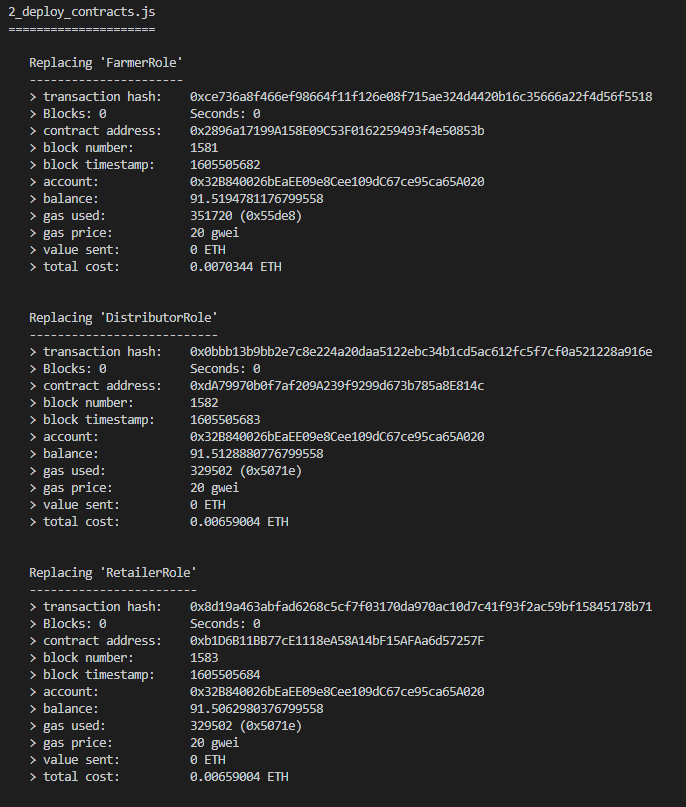 2_deploy_contracts.js
=====================
Replacing 'FarmerRole'
----------------------
> transaction hash: 0xce736a8f466ef98664f11f126e08f715ae324d4420b16c35666a22f4d56f5518
> Blocks: 0 Seconds: 0
> contract address: 0x2896a17199A158E09C53F0162259493f4e50853b
> block number: 1581
> block timestamp: 1605505682
> account: 0x32B840026bEaEE09e8Cee109dC67ce95ca65A020
> balance: 91.5194781176799558
> gas used: 351720 (0x55de8)
> gas price: 20 gwei
> value sent: 0 ETH
> total cost: 0.0070344 ETH
Replacing 'DistributorRole'
---------------------------
> transaction hash: 0x0bbb13b9bb2e7c8e224a20daa5122ebc34b1cd5ac612fc5f7cf0a521228a916e
> Blocks: 0 Seconds: 0
> contract address: 0xdA79970b0f7af209A239f9299d673b785a8E814c
> block number: 1582
> block timestamp: 1605505683
> account: 0x32B840026bEaEE09e8Cee109dC67ce95ca65A020
> balance: 91.5128880776799558
> gas used: 329502 (0x5071e)
> gas price: 20 gwei
> value sent: 0 ETH
> total cost: 0.00659004 ETH
Replacing 'RetailerRole'
------------------------
> transaction hash: 0x8d19a463abfad6268c5cf7f03170da970ac10d7c41f93f2ac59bf15845178b71
> Blocks: 0 Seconds: 0
> contract address: 0xb1D6B11BB77cE1118eA58A14bF15AFAa6d57257F
> block number: 1583
> block timestamp: 1605505684
> account: 0x32B840026bEaEE09e8Cee109dC67ce95ca65A020
> balance: 91.5062980376799558
> gas used: 329502 (0x5071e)
> gas price: 20 gwei
> value sent: 0 ETH
> total cost: 0.00659004 ETH